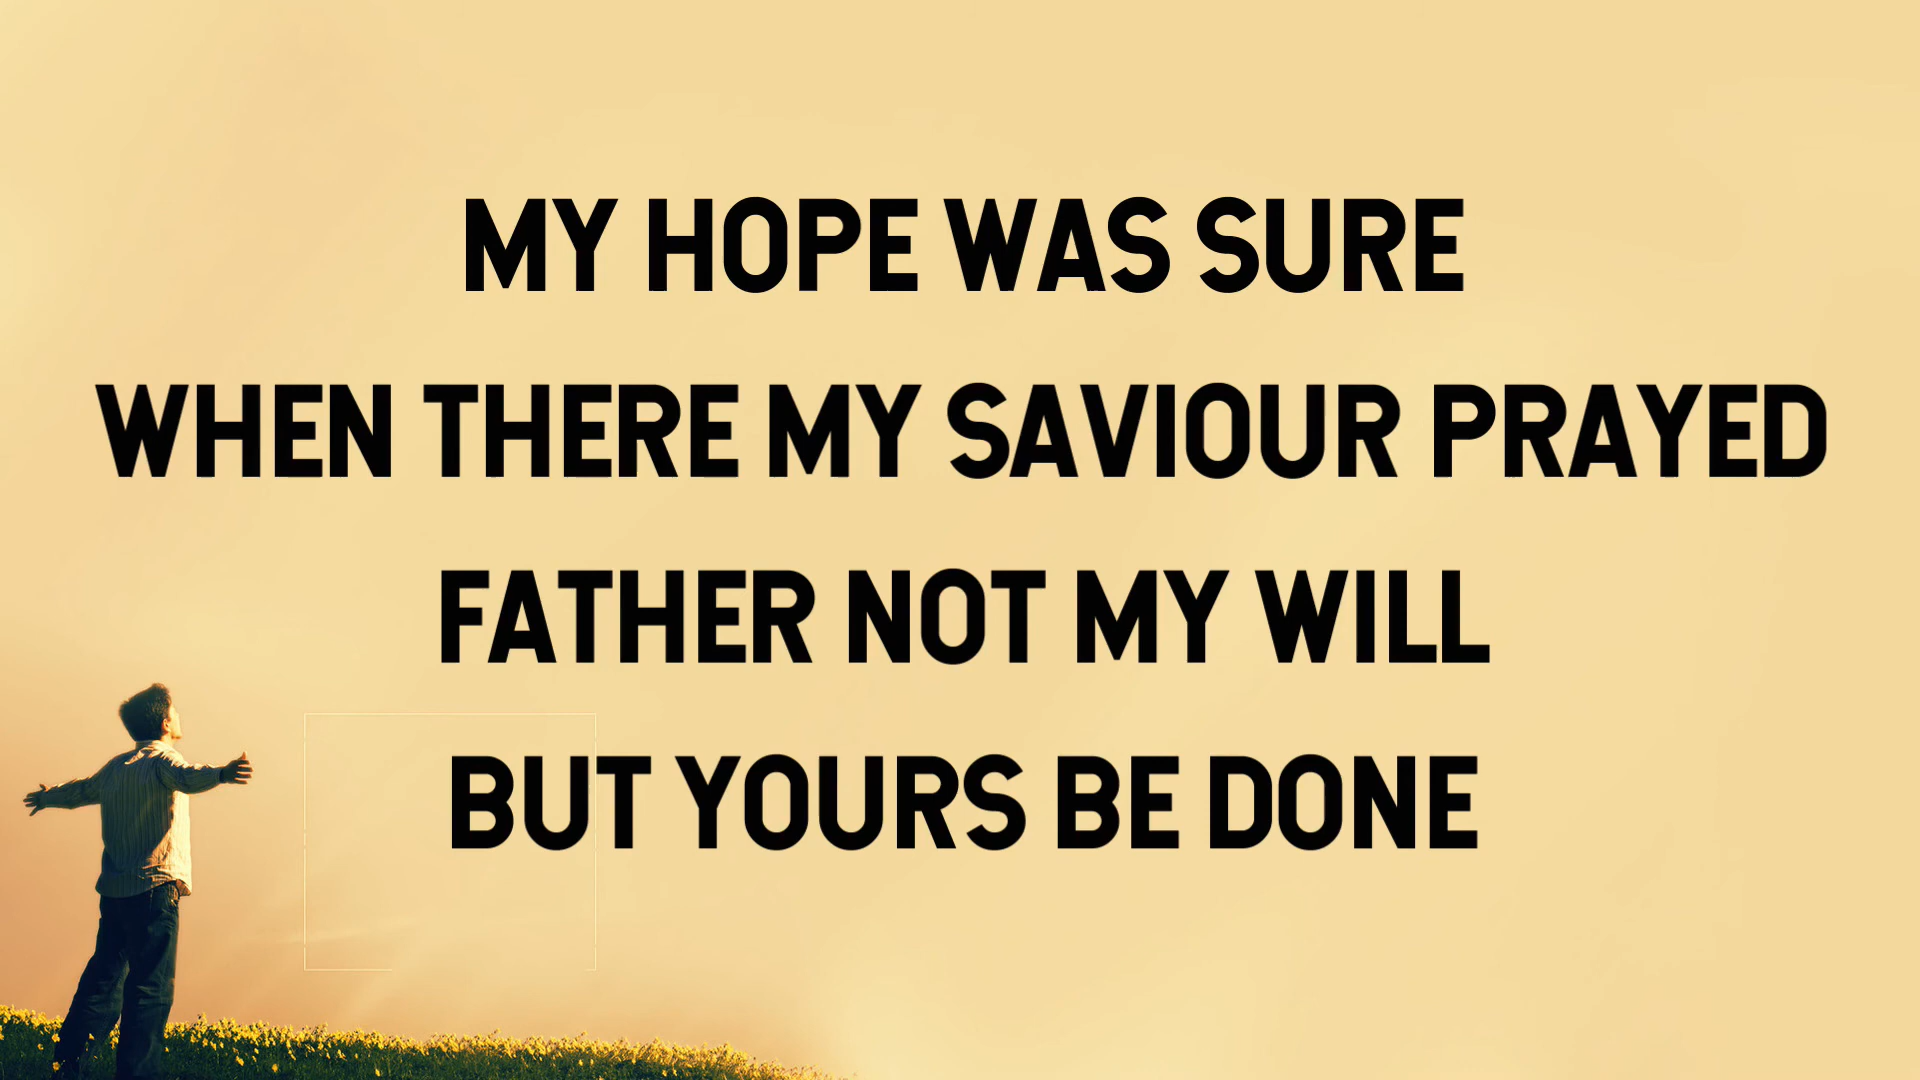 MY HOPE WAS SURE
WHEN THERE MY SAVIOUR PRAYED
FATHER NOT MY WILL
BUT YOURS BE DONE